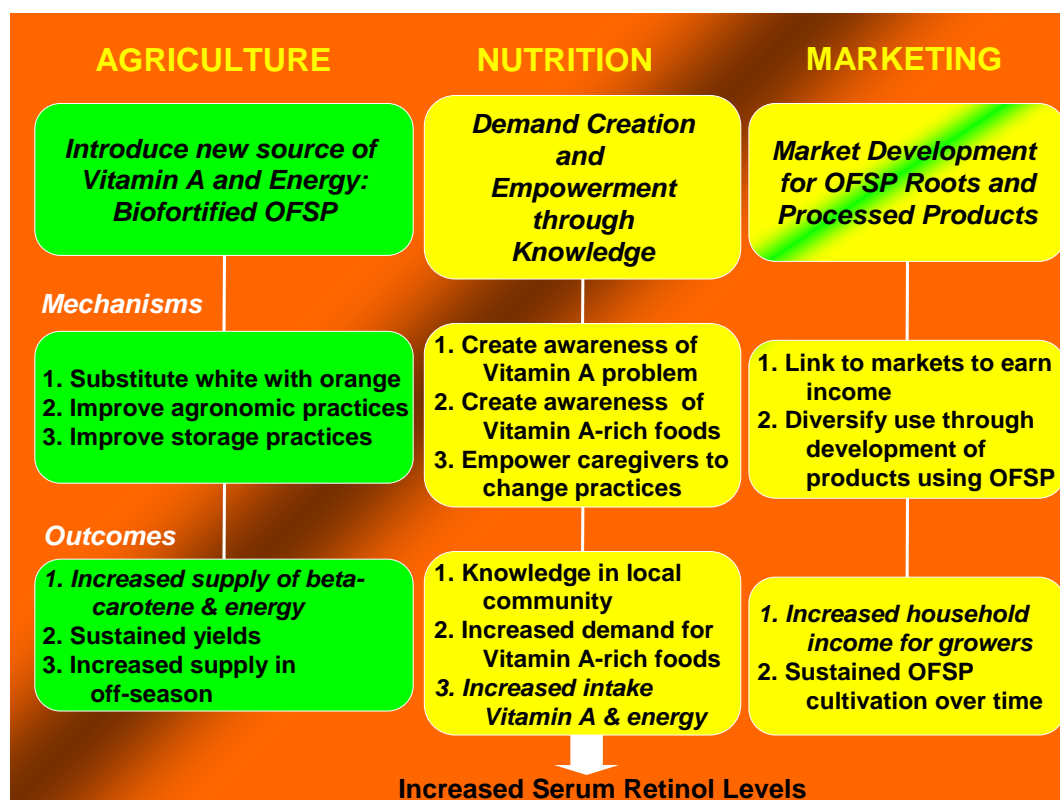 AGRICULTURE
Introduce new source of
Vitamin A and Energy:
Biofortified OFSP
Mechanisms
1. Substitute white with orange
2. Improve agronomic practices
3. Improve storage practices
Outcomes
1. Increased supply of beta-
carotene & energy
2. Sustained yields
3. Increased supply in
off-season
NUTRITION
Demand Creation
and
Empowerment
through
Knowledge
1. Create awareness of
Vitamin A problem
2. Create awareness of
Vitamin A-rich foods
3. Empower caregivers to
change practices
1. Knowledge in local
community
2. Increased demand for
Vitamin A-rich foods
3. Increased intake
Vitamin A & energy
Increased Serum Retinol Levels
MARKETING
Market Development
for OFSP Roots and
Processed Products
1. Link to markets to earn
income
2. Diversify use through
development of
products using OFSP
1. Increased household
income for growers
2. Sustained OFSP
cultivation over time